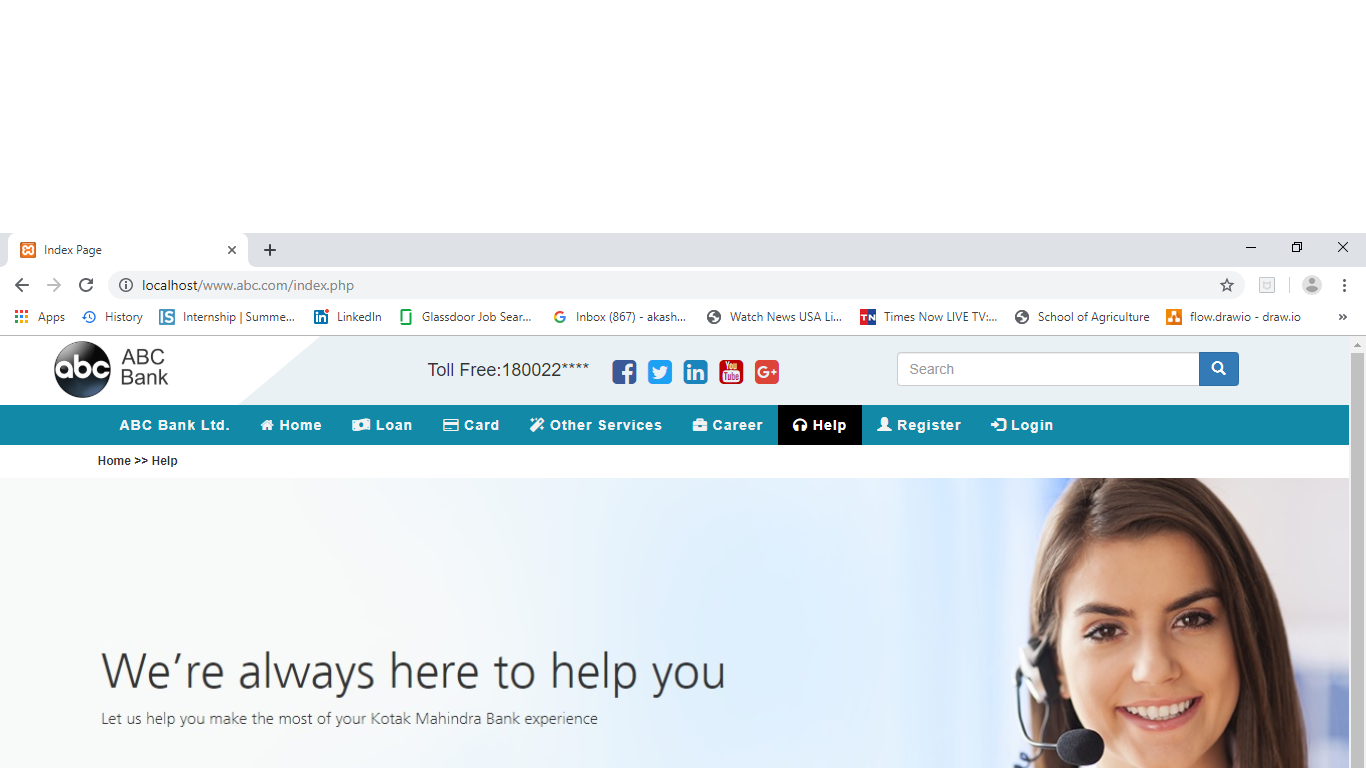 Index Page
localhost/www.abc.com/index.php
Apps History IS Internship | Summe... in LinkedIn Glassdoor Job Sear... G Inbox (867) - akash... Watch News USA Li... TN Times Now LIVE TV:... School of Agriculture flow.drawio - draw.io »
abc ABC
Bank
Toll Free:180022**** f in You Tube G+ Search
ABC Bank Ltd. Home Loan Card Other Services Career Help Register Login
Home >> Help
We're always here to help you
Let us help you make the most of your Kotak Mahindra Bank experience